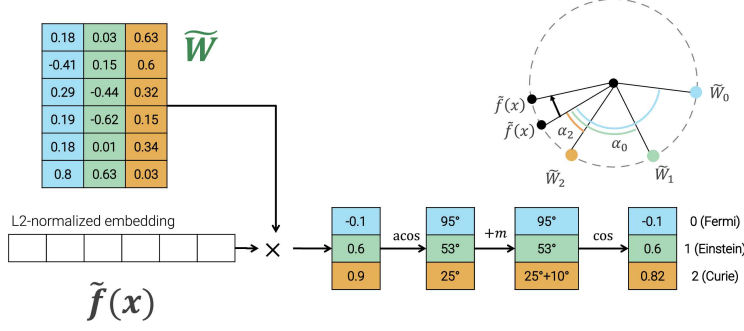 0.18 0.03 0.63
-0.41 0.15 0.6
0.29 -0.44 0.32
0.19 -0.62 0.15
0.18 0.01 0.34
0.8 0.63 0.03
W̃
f̃(x)
f̃(x)
α₂
α₀
W̃₀
W̃₁
W̃₂
L2-normalized embedding
f̃(x)
×
-0.1 95° 95° -0.1 0 (Fermi)
acos +m cos
0.6 53° 53° 0.6 1 (Einstein)
0.9 25° 25°+10° 0.82 2 (Curie)